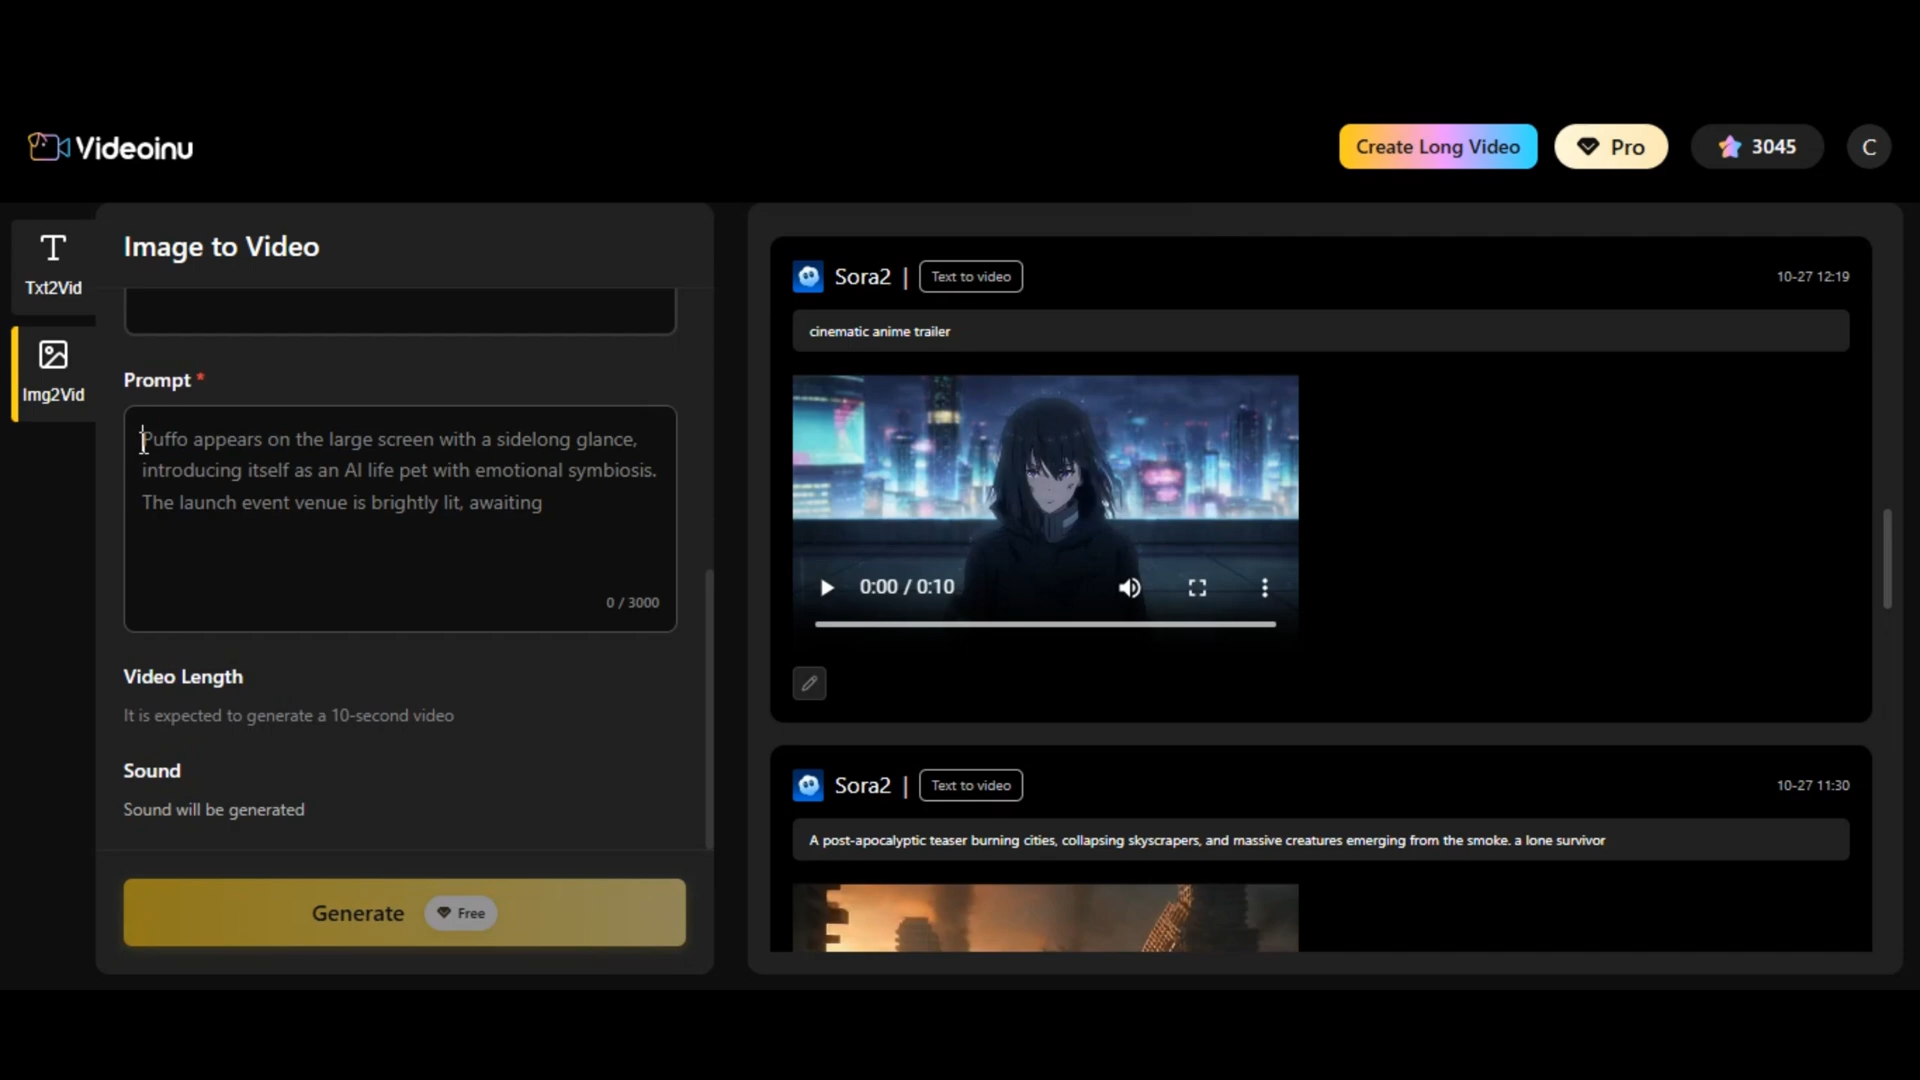 Videoinu
Create Long Video
Pro
3045
C
Txt2Vid
Img2Vid
Image to Video
Prompt *
Puffo appears on the large screen with a sidelong glance,
introducing itself as an AI life pet with emotional symbiosis.
The launch event venue is brightly lit, awaiting
0 / 3000
Video Length
It is expected to generate a 10-second video
Sound
Sound will be generated
Generate Free
Sora2 | Text to video 10-27 12:19
cinematic anime trailer
0:00 / 0:10
Sora2 | Text to video 10-27 11:30
A post-apocalyptic teaser burning cities, collapsing skyscrapers, and massive creatures emerging from the smoke. a lone survivor